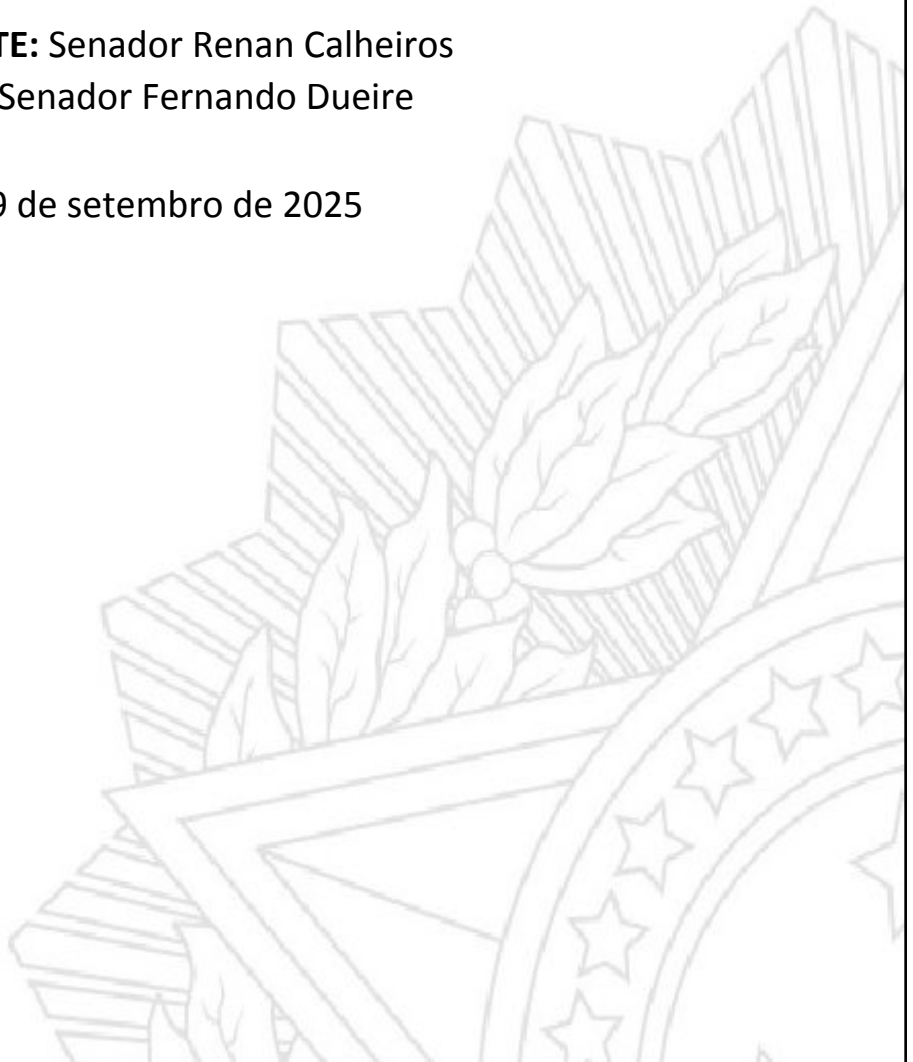 TE: Senador Renan Calheiros
Senador Fernando Dueire
9 de setembro de 2025